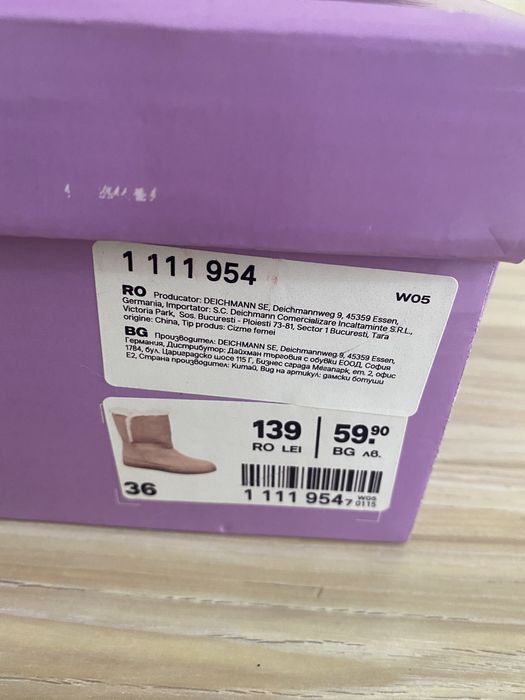 1 111 954
W05
RO Producator: DEICHMANN SE, Deichmannweg 9, 45359 Essen,
Germania, Importator: S.C. Deichmann Comercializare Incaltaminte S.R.L.,
Victoria Park, Sos. Bucuresti - Ploiesti 73-81, Sector 1 Bucuresti, Tara
origine: China, Tip produs: Cizme femei
BG Производител: DEICHMANN SE, Deichmannweg 9, 45359 Essen,
Германия, Дистрибутор: Дайхман търговия с обувки ЕООД, София
1784, бул. Цариградско шосе 115 Г, Бизнес сграда Мегапарк, ет. 2, офис
Е2, Страна производител: Китай, Вид на артикул: дамски ботуши
139 59.90
RO LEI BG лв.
36
1 111 954 7 W05 0115